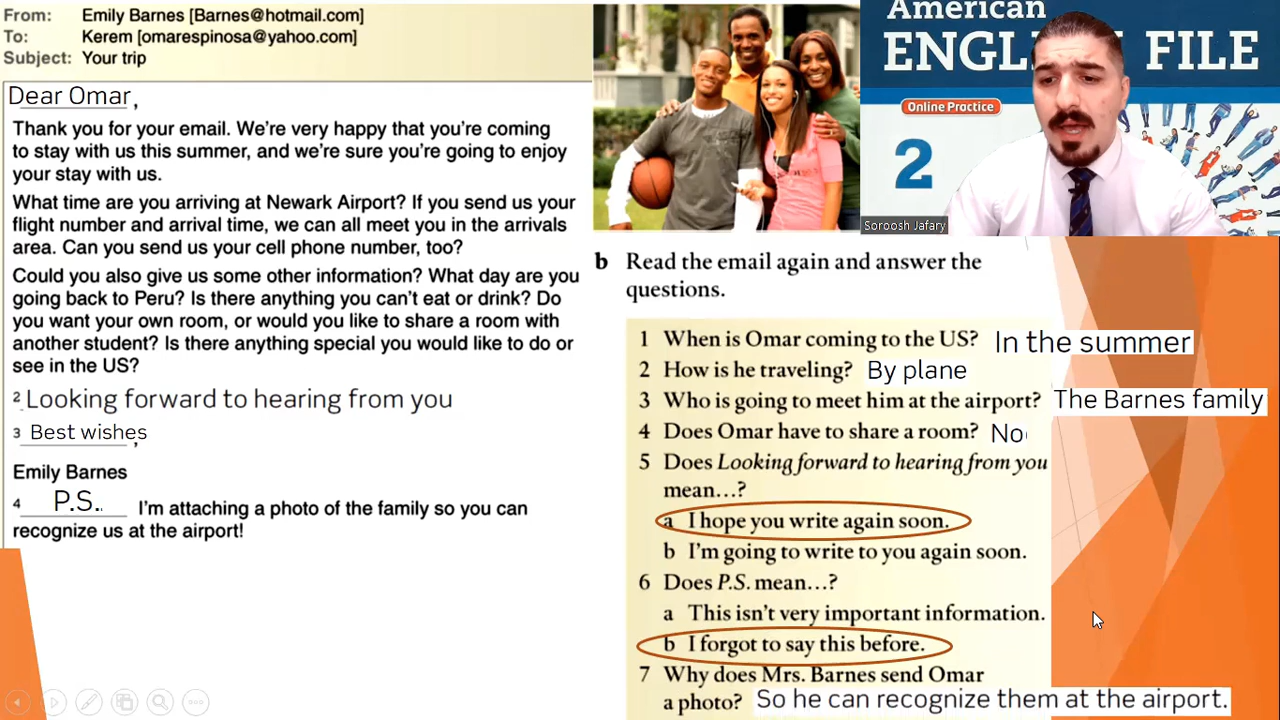 From: Emily Barnes [Barnes@hotmail.com]
To: Kerem [omarespinosa@yahoo.com]
Subject: Your trip
Dear Omar,
Thank you for your email. We're very happy that you're coming
to stay with us this summer, and we're sure you're going to enjoy
your stay with us.
What time are you arriving at Newark Airport? If you send us your
flight number and arrival time, we can all meet you in the arrivals
area. Can you send us your cell phone number, too?
Could you also give us some other information? What day are you
going back to Peru? Is there anything you can't eat or drink? Do
you want your own room, or would you like to share a room with
another student? Is there anything special you would like to do or
see in the US?
2 Looking forward to hearing from you
3 Best wishes,
Emily Barnes
4 P.S. I'm attaching a photo of the family so you can
recognize us at the airport!
American
ENGLISH FILE
Online Practice
2
Soroosh Jafary
b Read the email again and answer the
questions.
1 When is Omar coming to the US? In the summer
2 How is he traveling? By plane
3 Who is going to meet him at the airport? The Barnes family
4 Does Omar have to share a room? No
5 Does Looking forward to hearing from you
mean...?
a I hope you write again soon.
b I'm going to write to you again soon.
6 Does P.S. mean...?
a This isn't very important information.
b I forgot to say this before.
7 Why does Mrs. Barnes send Omar
a photo? So he can recognize them at the airport.